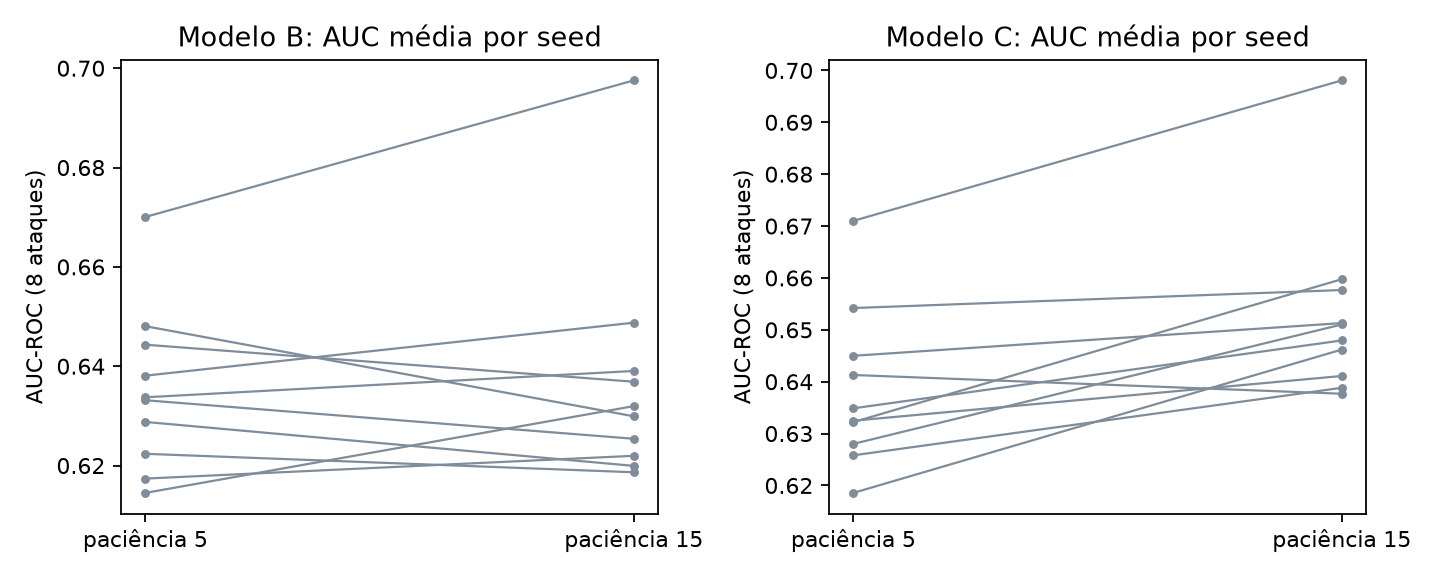 Modelo B: AUC média por seed
AUC-ROC (8 ataques)
0.70
0.68
0.66
0.64
0.62
paciência 5
paciência 15
Modelo C: AUC média por seed
AUC-ROC (8 ataques)
0.70
0.69
0.68
0.67
0.66
0.65
0.64
0.63
0.62
paciência 5
paciência 15